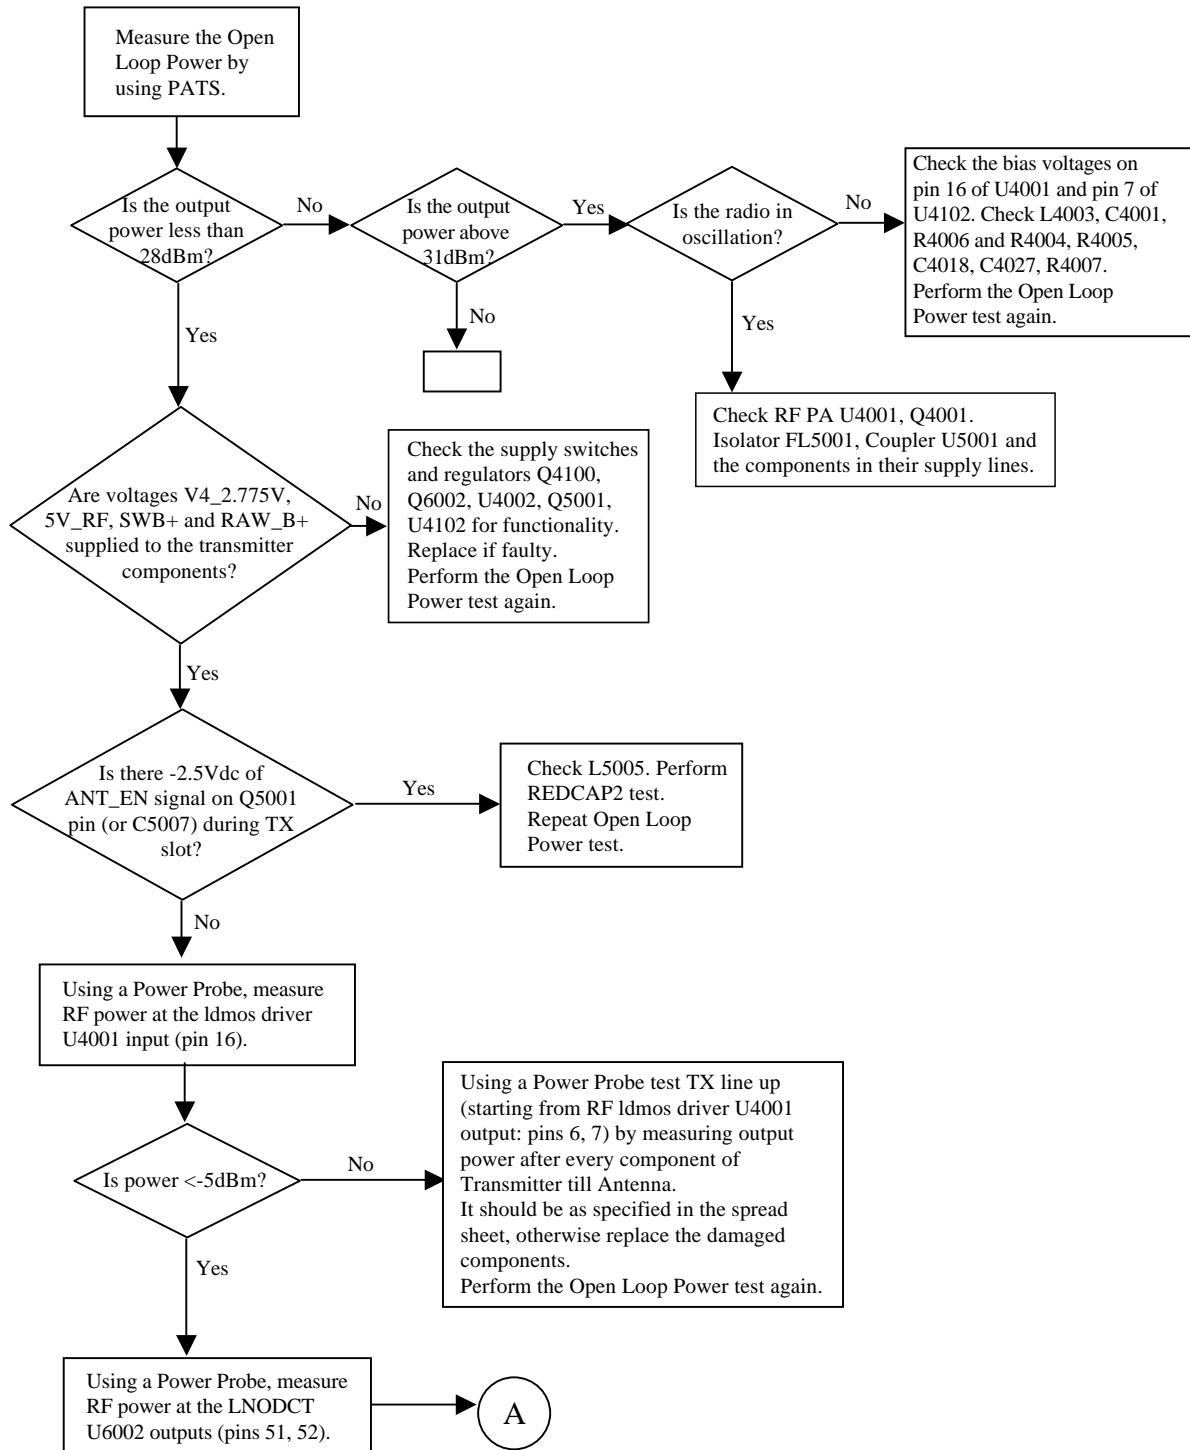 Measure the Open
Loop Power by
using PATS.
Is the output
power less than
28dBm?
No
Is the output
power above
31dBm?
Yes
Is the radio in
oscillation?
No
Check the bias voltages on
pin 16 of U4001 and pin 7 of
U4102. Check L4003, C4001,
R4006 and R4004, R4005,
C4018, C4027, R4007.
Perform the Open Loop
Power test again.
Yes
No
Yes
Check RF PA U4001, Q4001.
Isolator FL5001, Coupler U5001 and
the components in their supply lines.
Are voltages V4_2.775V,
5V_RF, SWB+ and RAW_B+
supplied to the transmitter
components?
No
Check the supply switches
and regulators Q4100,
Q6002, U4002, Q5001,
U4102 for functionality.
Replace if faulty.
Perform the Open Loop
Power test again.
Yes
Is there -2.5Vdc of
ANT_EN signal on Q5001
pin (or C5007) during TX
slot?
Yes
Check L5005. Perform
REDCAP2 test.
Repeat Open Loop
Power test.
No
Using a Power Probe, measure
RF power at the ldmos driver
U4001 input (pin 16).
Is power <-5dBm?
No
Using a Power Probe test TX line up
(starting from RF ldmos driver U4001
output: pins 6, 7) by measuring output
power after every component of
Transmitter till Antenna.
It should be as specified in the spread
sheet, otherwise replace the damaged
components.
Perform the Open Loop Power test again.
Yes
Using a Power Probe, measure
RF power at the LNODCT
U6002 outputs (pins 51, 52).
A